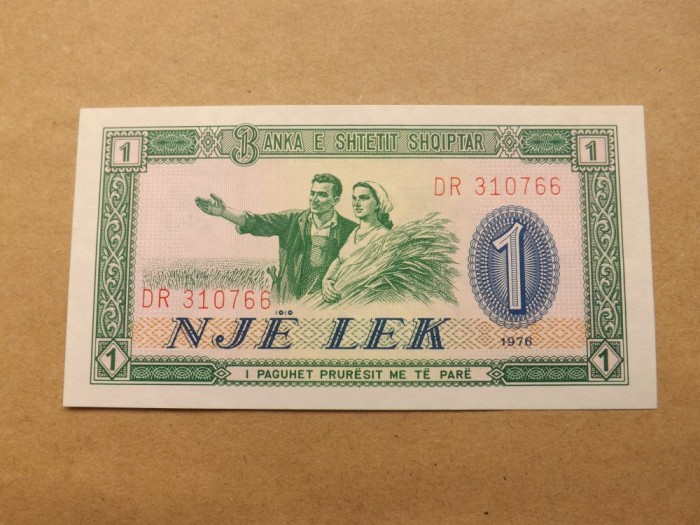 BANKA E SHTETIT SHQIPTAR
1 1
DR 310766
1
DR 310766
NJË LEK
1976
1 1
I PAGUHET PRURËSIT ME TË PARË